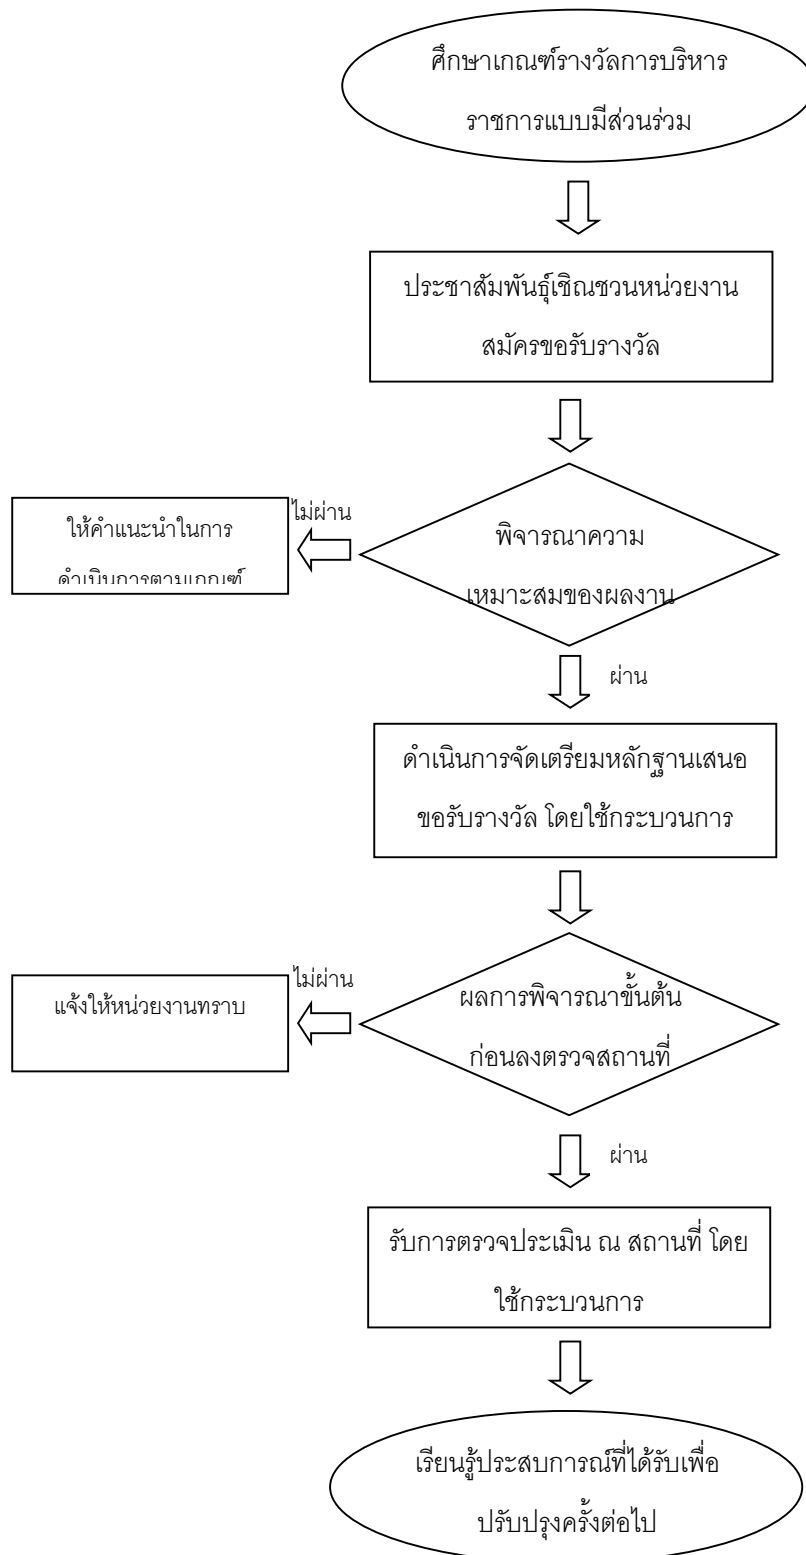 ศึกษาเกณฑ์รางวัลการบริหาร
ราชการแบบมีส่วนร่วม
ประชาสัมพันธ์เชิญชวนหน่วยงาน
สมัครขอรับรางวัล
ไม่ผ่าน
ให้คำแนะนำในการ
ดำเนินการตามเกณฑ์
พิจารณาความ
เหมาะสมของผลงาน
ผ่าน
ดำเนินการจัดเตรียมหลักฐานเสนอ
ขอรับรางวัล โดยใช้กระบวนการ
ไม่ผ่าน
แจ้งให้หน่วยงานทราบ
ผลการพิจารณาขั้นต้น
ก่อนลงตรวจสถานที่
ผ่าน
รับการตรวจประเมิน ณ สถานที่ โดย
ใช้กระบวนการ
เรียนรู้ประสบการณ์ที่ได้รับเพื่อ
ปรับปรุงครั้งต่อไป